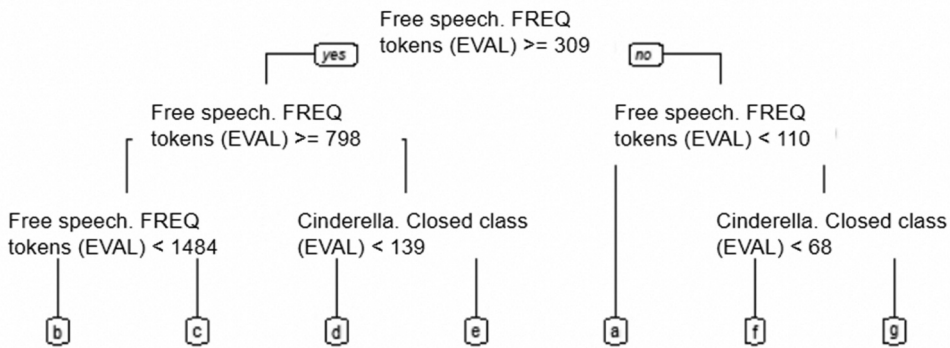 Free speech. FREQ
tokens (EVAL) >= 309
yes
no
Free speech. FREQ
tokens (EVAL) >= 798
Free speech. FREQ
tokens (EVAL) < 110
Free speech. FREQ
tokens (EVAL) < 1484
Cinderella. Closed class
(EVAL) < 139
Cinderella. Closed class
(EVAL) < 68
b
c
d
e
a
f
g